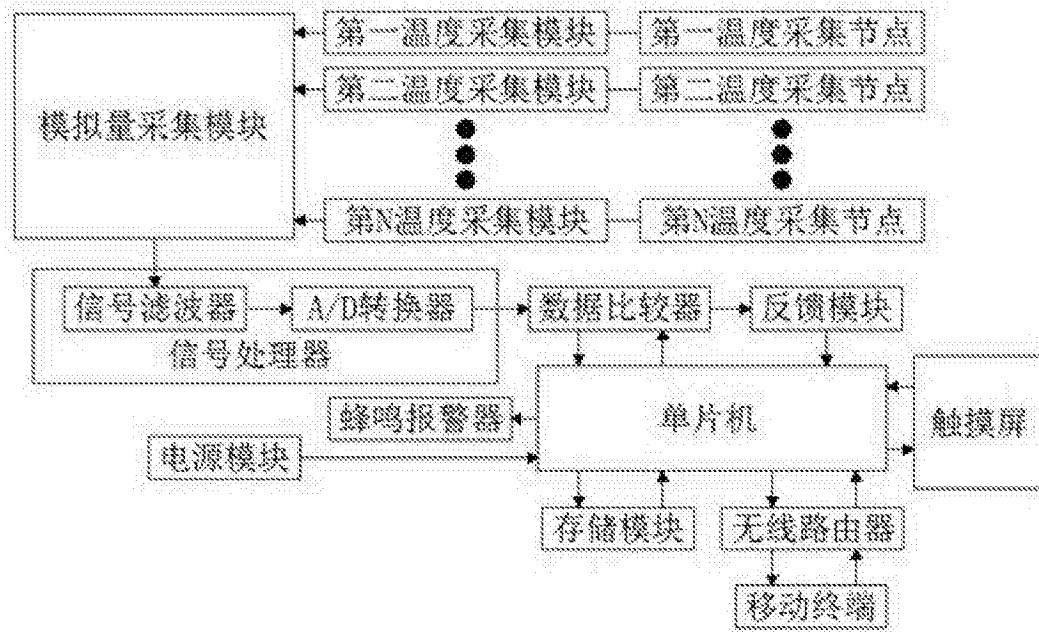 第一温度采集模块 第一温度采集节点
第二温度采集模块 第二温度采集节点
模拟量采集模块
第N温度采集模块 第N温度采集节点
信号滤波器 A/D转换器 数据比较器 反馈模块
信号处理器
蜂鸣报警器 单片机 触摸屏
电源模块
存储模块 无线路由器
移动终端